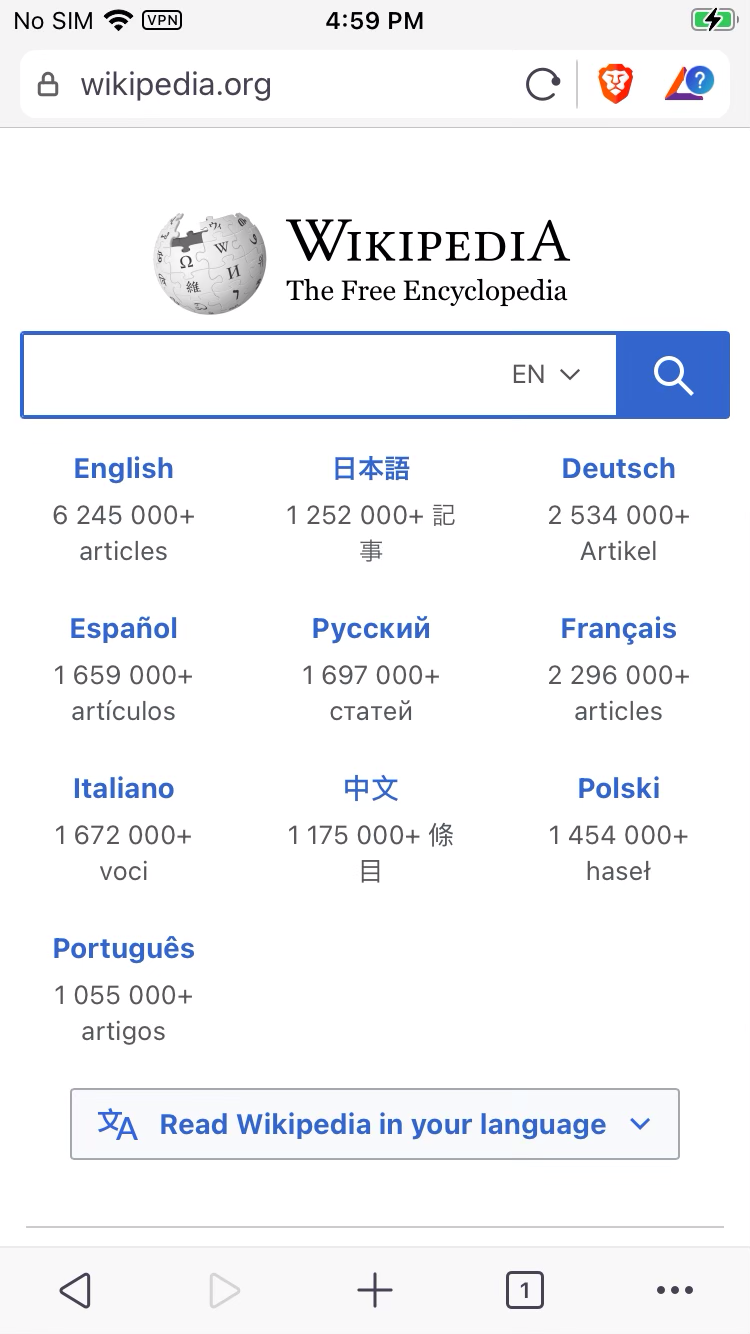 No SIM VPN 4:59 PM
wikipedia.org
WIKIPEDIA
The Free Encyclopedia
EN
English 日本語 Deutsch
6 245 000+ 1 252 000+ 記 2 534 000+
articles 事 Artikel
Español Русский Français
1 659 000+ 1 697 000+ 2 296 000+
artículos статей articles
Italiano 中文 Polski
1 672 000+ 1 175 000+ 條 1 454 000+
voci 目 haseł
Português
1 055 000+
artigos
Read Wikipedia in your language
1